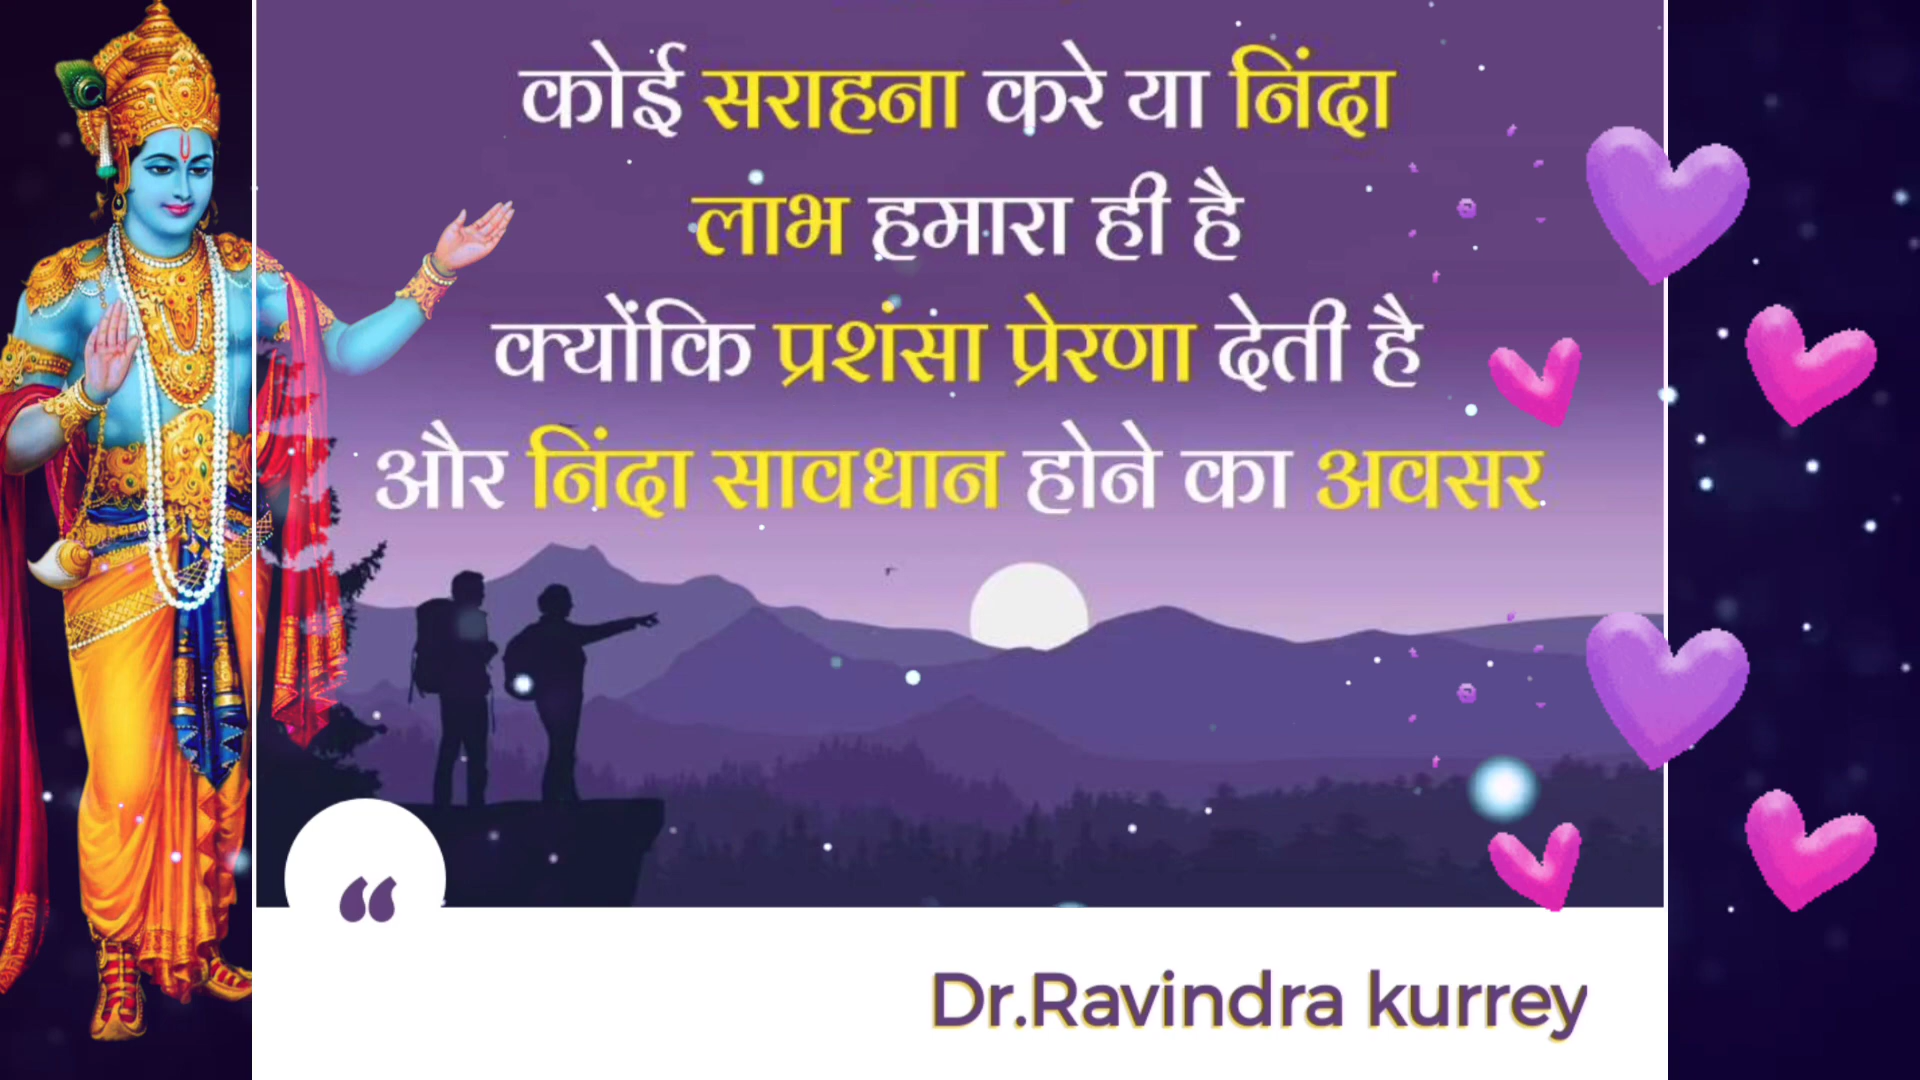 कोई सराहना करे या निंदा
लाभ हमारा ही है
क्योंकि प्रशंसा प्रेरणा देती है
और निंदा सावधान होने का अवसर
“
Dr.Ravindra kurrey